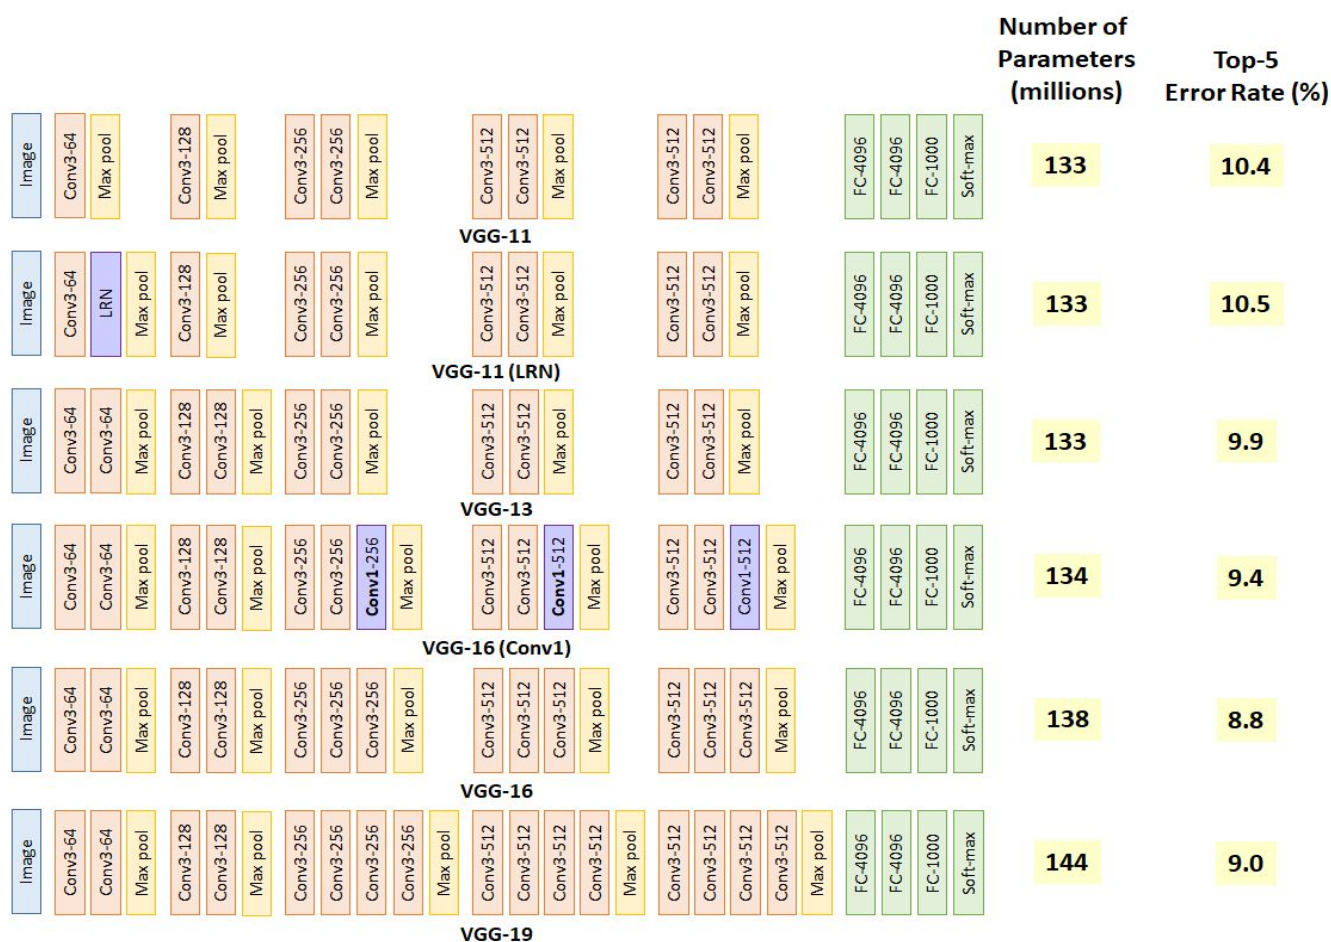 Number of
Parameters
(millions)
Top-5
Error Rate (%)
Image
Conv3-64
Max pool
Conv3-128
Max pool
Conv3-256
Conv3-256
Max pool
Conv3-512
Conv3-512
Max pool
Conv3-512
Conv3-512
Max pool
FC-4096
FC-4096
FC-1000
Soft-max
133
10.4
VGG-11
Image
Conv3-64
LRN
Max pool
Conv3-128
Max pool
Conv3-256
Conv3-256
Max pool
Conv3-512
Conv3-512
Max pool
Conv3-512
Conv3-512
Max pool
FC-4096
FC-4096
FC-1000
Soft-max
133
10.5
VGG-11 (LRN)
Image
Conv3-64
Conv3-64
Max pool
Conv3-128
Conv3-128
Max pool
Conv3-256
Conv3-256
Max pool
Conv3-512
Conv3-512
Max pool
Conv3-512
Conv3-512
Max pool
FC-4096
FC-4096
FC-1000
Soft-max
133
9.9
VGG-13
Image
Conv3-64
Conv3-64
Max pool
Conv3-128
Conv3-128
Max pool
Conv3-256
Conv3-256
Conv1-256
Max pool
Conv3-512
Conv3-512
Conv1-512
Max pool
Conv3-512
Conv3-512
Conv1-512
Max pool
FC-4096
FC-4096
FC-1000
Soft-max
134
9.4
VGG-16 (Conv1)
Image
Conv3-64
Conv3-64
Max pool
Conv3-128
Conv3-128
Max pool
Conv3-256
Conv3-256
Conv3-256
Max pool
Conv3-512
Conv3-512
Conv3-512
Max pool
Conv3-512
Conv3-512
Conv3-512
Max pool
FC-4096
FC-4096
FC-1000
Soft-max
138
8.8
VGG-16
Image
Conv3-64
Conv3-64
Max pool
Conv3-128
Conv3-128
Max pool
Conv3-256
Conv3-256
Conv3-256
Conv3-256
Max pool
Conv3-512
Conv3-512
Conv3-512
Conv3-512
Max pool
Conv3-512
Conv3-512
Conv3-512
Conv3-512
Max pool
FC-4096
FC-4096
FC-1000
Soft-max
144
9.0
VGG-19